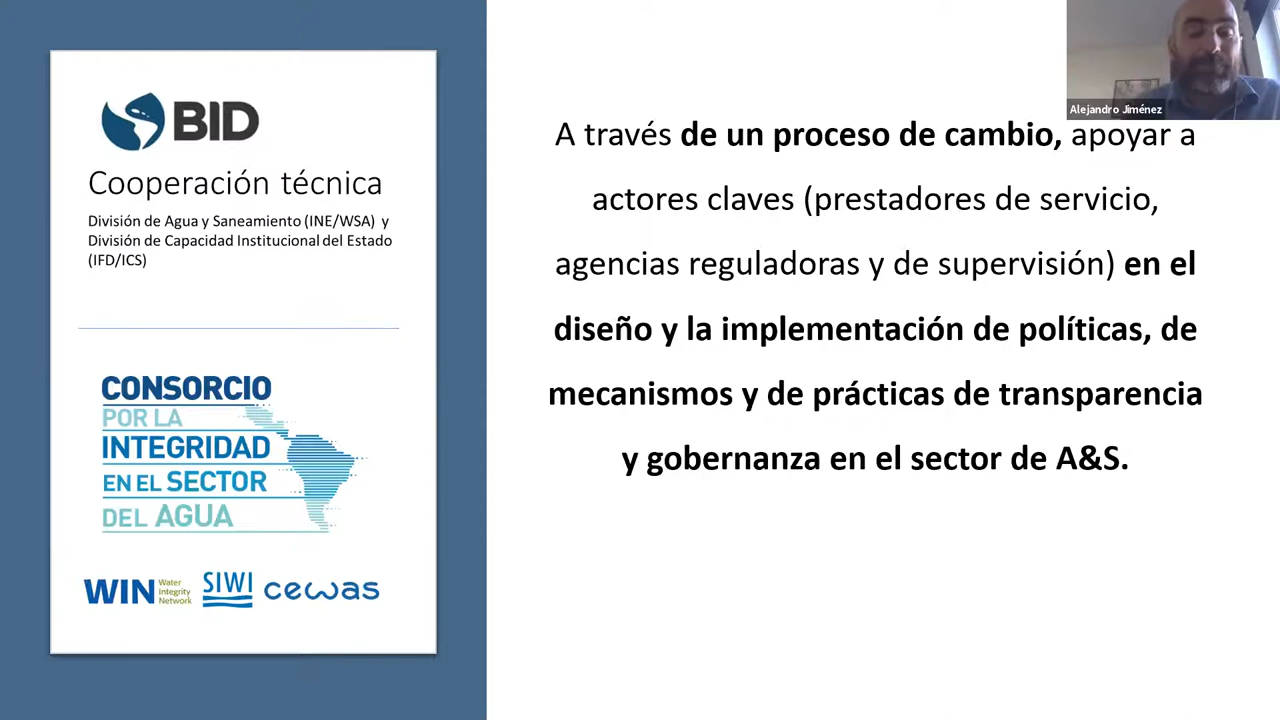 BID
Cooperación técnica
División de Agua y Saneamiento (INE/WSA) y
División de Capacidad Institucional del Estado
(IFD/ICS)
CONSORCIO
POR LA
INTEGRIDAD
EN EL SECTOR
DEL AGUA
WIN Water
Integrity
Network
SIWI
cewas
Alejandro Jiménez
A través de un proceso de cambio, apoyar a
actores claves (prestadores de servicio,
agencias reguladoras y de supervisión) en el
diseño y la implementación de políticas, de
mecanismos y de prácticas de transparencia
y gobernanza en el sector de A&S.